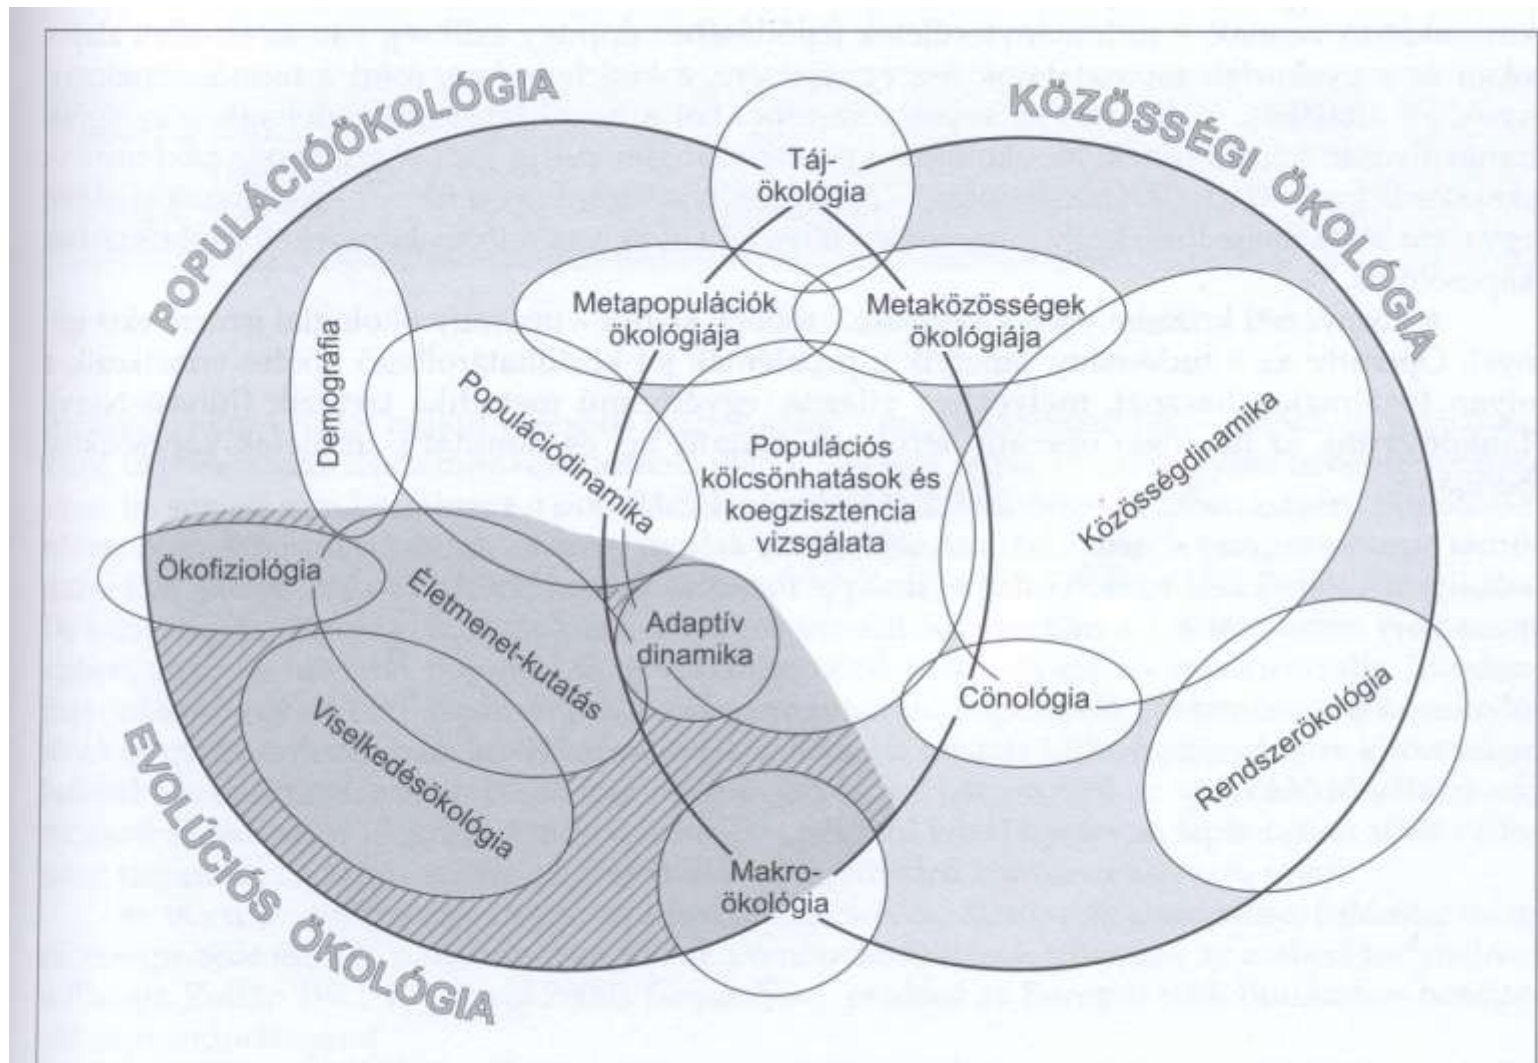 POPULÁCIÓÖKOLÓGIA
KÖZÖSSÉGI ÖKOLÓGIA
Táj-
ökológia
Metapopulációk
ökológiája
Metaközösségek
ökológiája
Demográfia
Populációdinamika
Populációs
kölcsönhatások és
koegzisztencia
vizsgálata
Közösségdinamika
Ökofiziológia
Életmenet-kutatás
Adaptív
dinamika
Cönológia
Viselkedésökológia
Rendszerökológia
Makro-
ökológia
EVOLÚCIÓS ÖKOLÓGIA